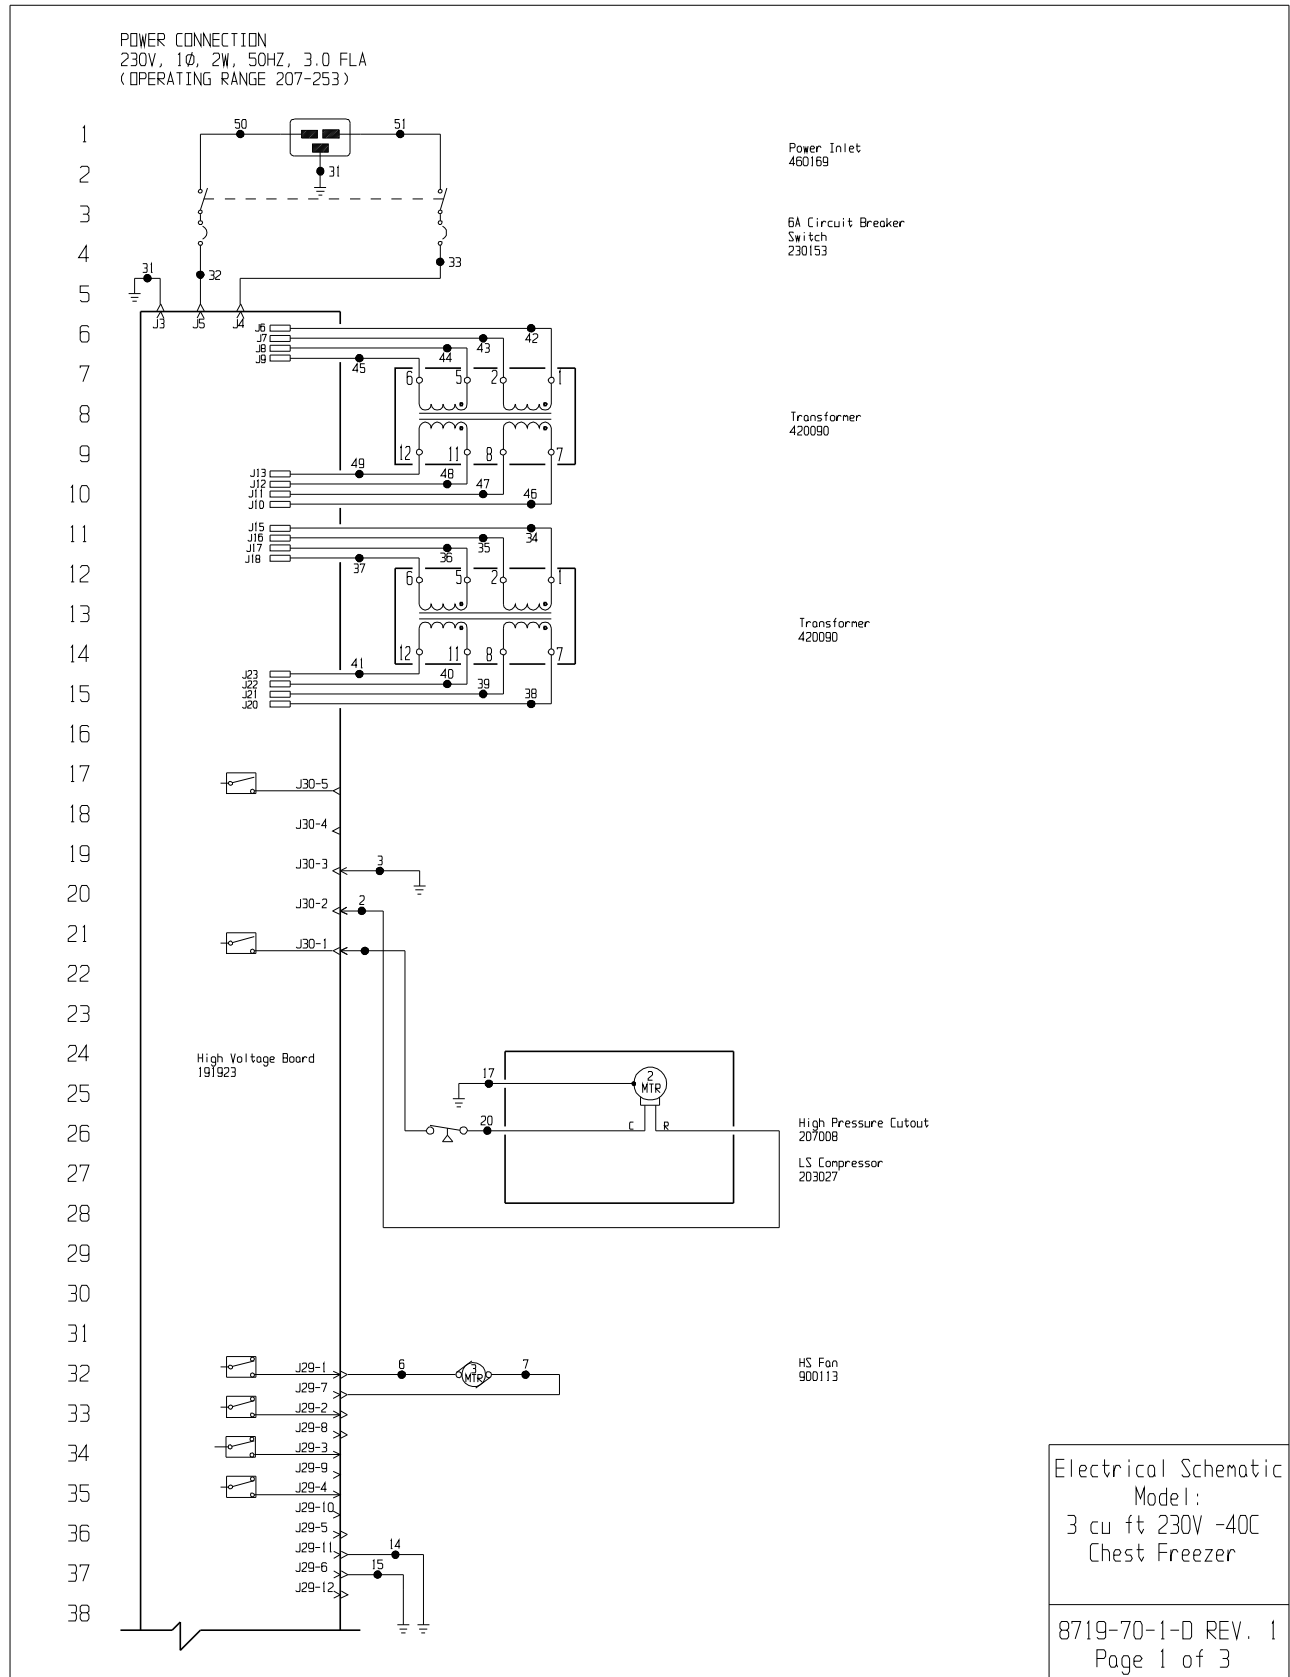 POWER CONNECTION
230V, 1Ø, 2W, 50HZ, 3.0 FLA
(OPERATING RANGE 207-253)
1
50
51
Power Inlet
460169
2
31
3
6A Circuit Breaker
Switch
230153
4
31
32
33
5
J3
J5
J4
6
J6
J7
J8
J9
42
43
44
45
7
6
5
2
1
8
Transformer
420090
9
12
11
8
7
J13
J12
J11
J10
49
48
47
46
10
11
J15
J16
J17
J18
34
35
36
37
12
6
5
2
1
13
Transformer
420090
14
12
11
8
7
J23
J22
J21
J20
41
40
39
38
15
16
17
J30-5
18
J30-4
19
J30-3
3
20
J30-2
2
21
J30-1
22
23
24
High Voltage Board
191923
17
2
MTR
25
26
20
C
R
High Pressure Cutout
207008
27
LS Compressor
203027
28
29
30
31
32
J29-1
6
3
MTR
7
HS Fan
900113
J29-7
33
J29-2
J29-8
34
J29-3
J29-9
35
J29-4
J29-10
36
J29-5
J29-11
14
37
J29-6
15
J29-12
38
Electrical Schematic
Model:
3 cu ft 230V -40C
Chest Freezer
8719-70-1-D REV. 1
Page 1 of 3